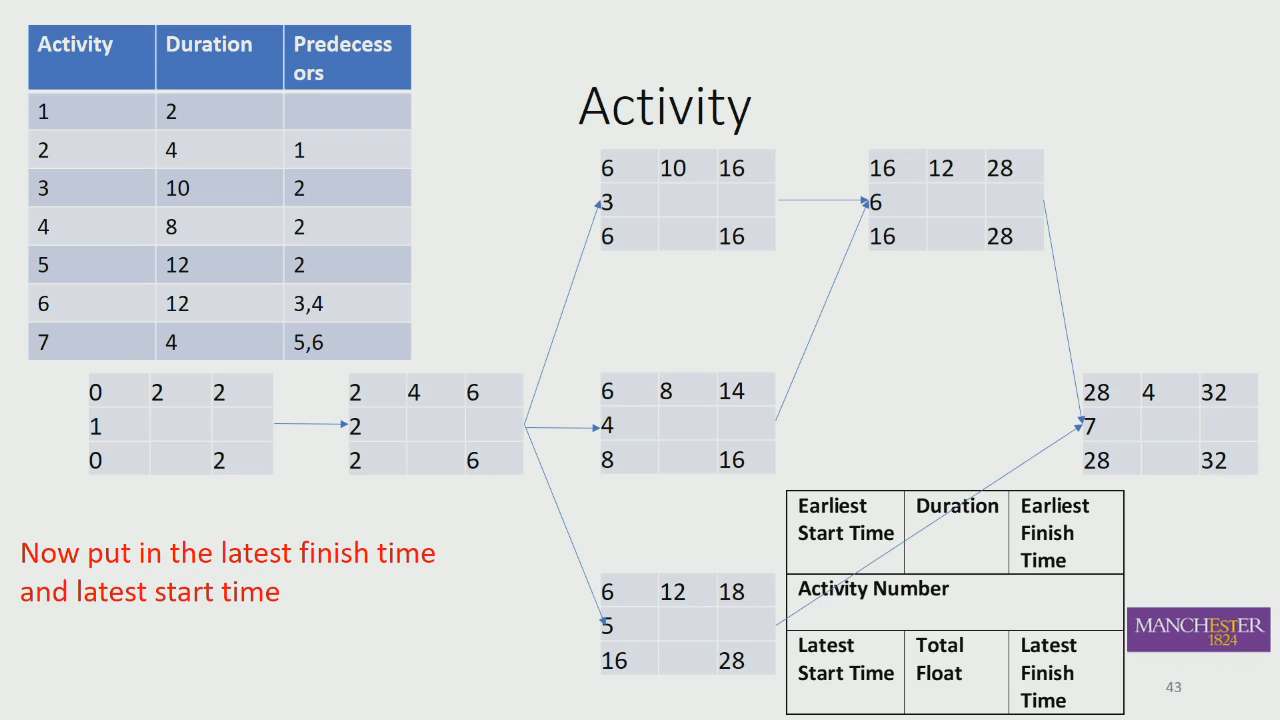 Activity Duration Predecess
ors
1 2
2 4 1
3 10 2
4 8 2
5 12 2
6 12 3,4
7 4 5,6
Activity
6 10 16
3
6 16
16 12 28
6
16 28
0 2 2
1
0 2
2 4 6
2
2 6
6 8 14
4
8 16
28 4 32
7
28 32
6 12 18
5
16 28
Now put in the latest finish time
and latest start time
Earliest Duration Earliest
Start Time Finish
Time
Activity Number
Latest Total Latest
Start Time Float Finish
Time
MANCHESTER
1824
43